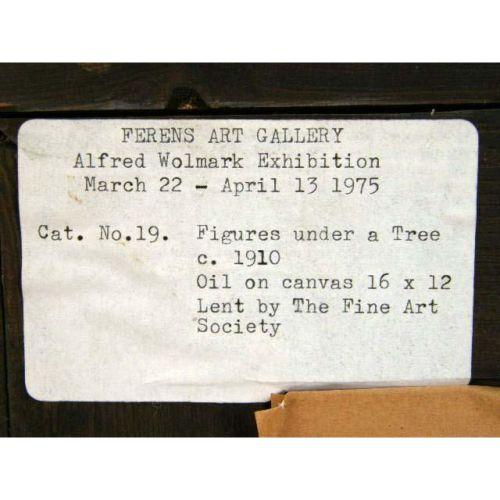 FERENS ART GALLERY
Alfred Wolmark Exhibition
March 22 - April 13 1975
Cat. No.19. Figures under a Tree
c. 1910
Oil on canvas 16 x 12
Lent by The Fine Art
Society